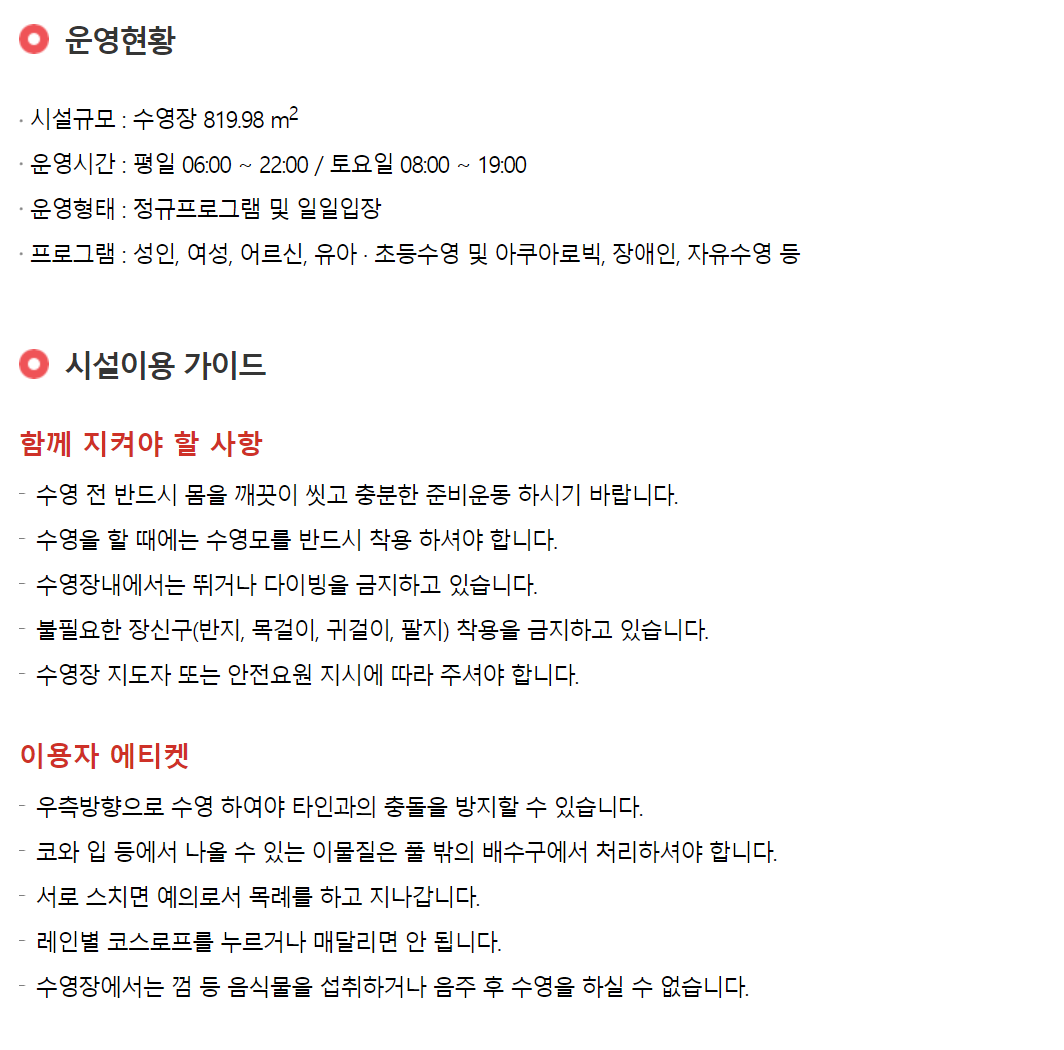 운영현황
· 시설규모 : 수영장 819.98 m²
· 운영시간 : 평일 06:00 ~ 22:00 / 토요일 08:00 ~ 19:00
· 운영형태 : 정규프로그램 및 일일입장
· 프로그램 : 성인, 여성, 어르신, 유아 · 초등수영 및 아쿠아로빅, 장애인, 자유수영 등
시설이용 가이드
함께 지켜야 할 사항
- 수영 전 반드시 몸을 깨끗이 씻고 충분한 준비운동 하시기 바랍니다.
- 수영을 할 때에는 수영모를 반드시 착용 하셔야 합니다.
- 수영장내에서는 뛰거나 다이빙을 금지하고 있습니다.
- 불필요한 장신구(반지, 목걸이, 귀걸이, 팔지) 착용을 금지하고 있습니다.
- 수영장 지도자 또는 안전요원 지시에 따라 주셔야 합니다.
이용자 에티켓
- 우측방향으로 수영 하여야 타인과의 충돌을 방지할 수 있습니다.
- 코와 입 등에서 나올 수 있는 이물질은 풀 밖의 배수구에서 처리하셔야 합니다.
- 서로 스치면 예의로서 목례를 하고 지나갑니다.
- 레인별 코스로프를 누르거나 매달리면 안 됩니다.
- 수영장에서는 껌 등 음식물을 섭취하거나 음주 후 수영을 하실 수 없습니다.